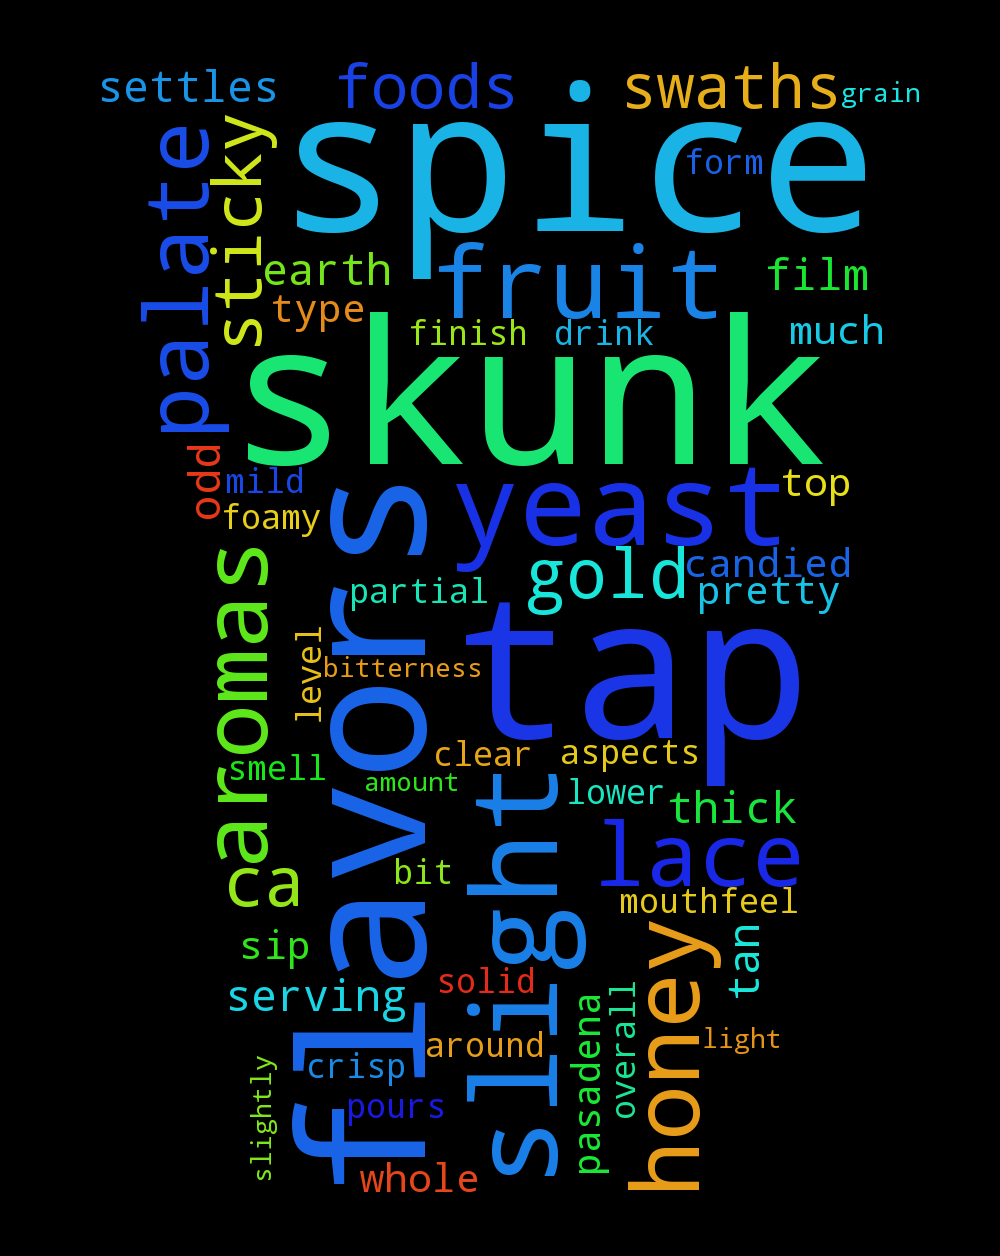 settles
foods
swaths
grain
spice
form
palate
sticky
earth
fruit
film
type
finish
drink
much
skunk
odd
mild
yeast
top
foamy
flavors
aromas
gold
candied
partial
pretty
tap
level
bitterness
clear
aspects
smell
amount
slight
lower
thick
lace
ca
bit
mouthfeel
honey
tan
sip
serving
solid
pasadena
overall
light
around
crisp
slightly
pours
whole